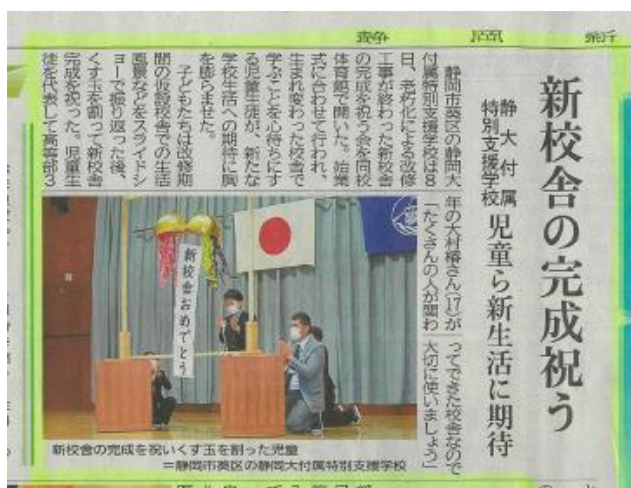 静岡新
新校舎の完成祝う
静大付属
特別支援学校
児童ら新生活に期待
静岡市葵区の静岡大
付属特別支援学校は8
日、老朽化による改修
工事が終わった新校舎
の完成を祝う会を同校
体育館で開いた。始業
式に合わせて行われ、
生まれ変わった校舎で
学ぶことを心待ちにす
る児童生徒が、新たな
学校生活への期待に胸
を膨らませた。
子どもたちは改修期
間の仮設校舎での生活
風景などをスライドシ
ョーで振り返った後、
くす玉を割って新校舎
完成を祝った。児童生
徒を代表して高等部3
年の大村椿さん(17)が
「たくさんの人が関わ
ってできた校舎なので
大切に使いましょう」
新校舎おめでとう
新校舎の完成を祝いくす玉を割った児童
=静岡市葵区の静岡大付属特別支援学校